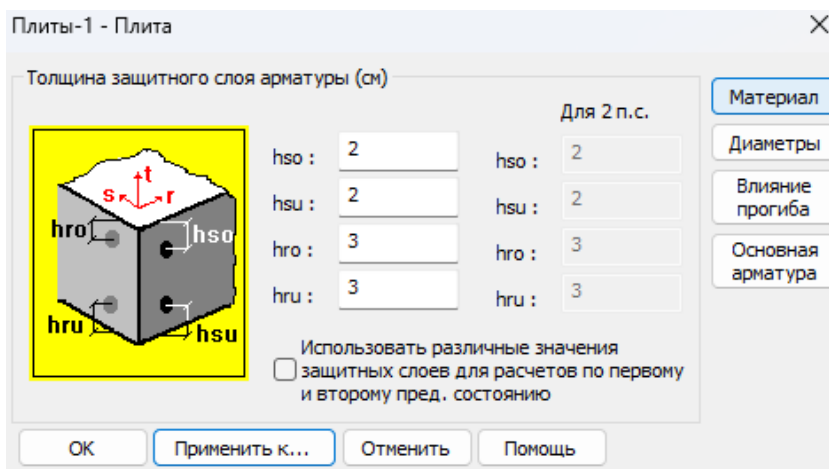 Плиты-1 - Плита
Толщина защитного слоя арматуры (см)
Для 2 п.с.
hso : 2 hso : 2
hsu : 2 hsu : 2
hro : 3 hro : 3
hru : 3 hru : 3
t
s r
hro hso
hru hsu
Использовать различные значения
защитных слоев для расчетов по первому
и второму пред. состоянию
Материал
Диаметры
Влияние
прогиба
Основная
арматура
OK Применить к... Отменить Помощь